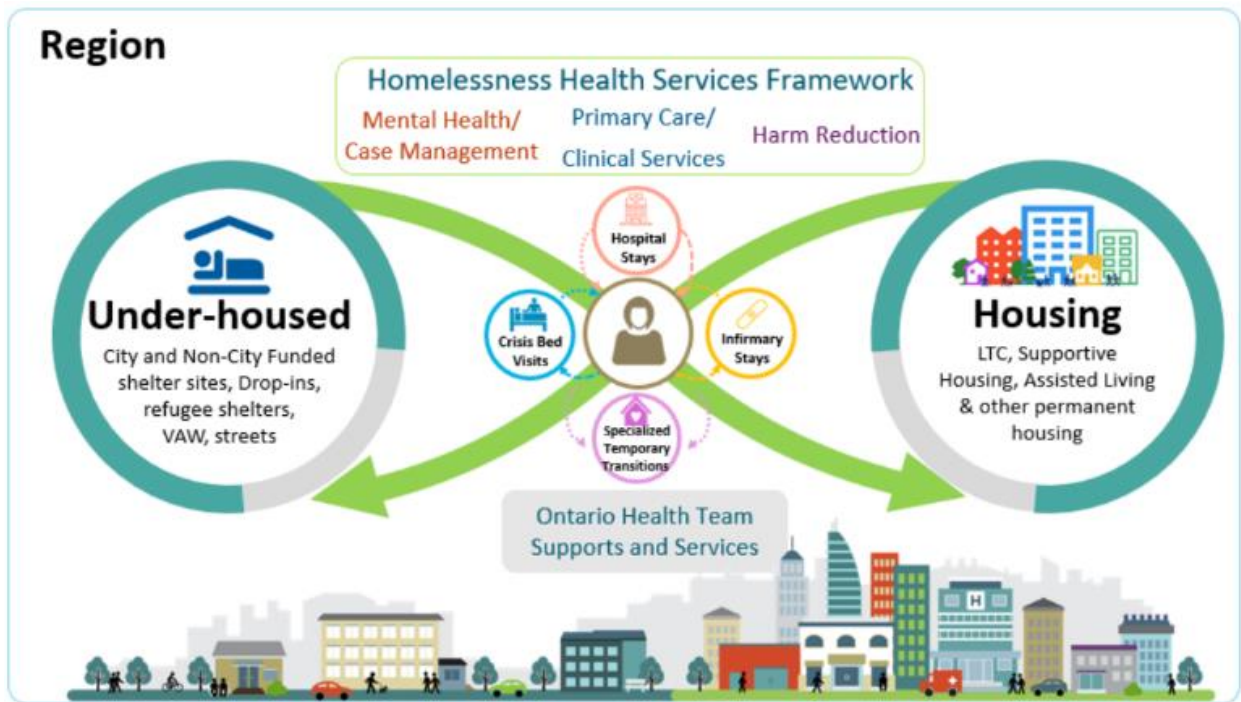 Region
Homelessness Health Services Framework
Mental Health/
Case Management
Primary Care/
Clinical Services
Harm Reduction
Under-housed
City and Non-City Funded
shelter sites, Drop-ins,
refugee shelters,
VAW, streets
Hospital
Stays
Crisis Bed
Visits
Infirmary
Stays
Specialized
Temporary
Transitions
Housing
LTC, Supportive
Housing, Assisted Living
& other permanent
housing
Ontario Health Team
Supports and Services
H